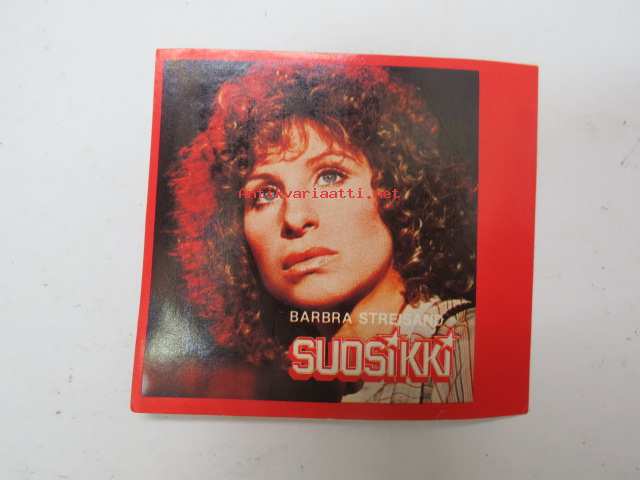 AntiKvariaatti.net
BARBRA STREISAND
SUOSiKKi